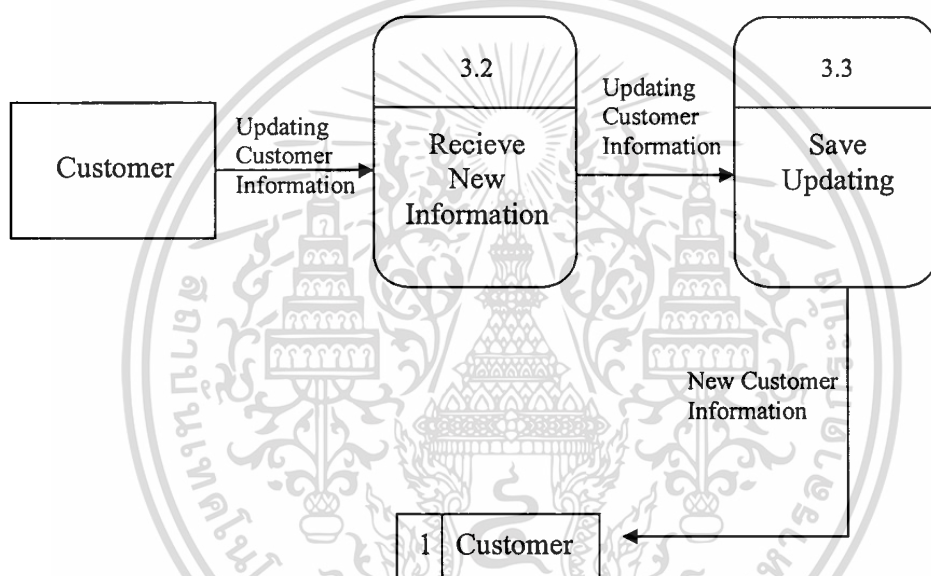 3.2
3.3
Customer
Updating
Customer
Information
Recieve
New
Information
Updating
Customer
Information
Save
Updating
New Customer
Information
1 Customer